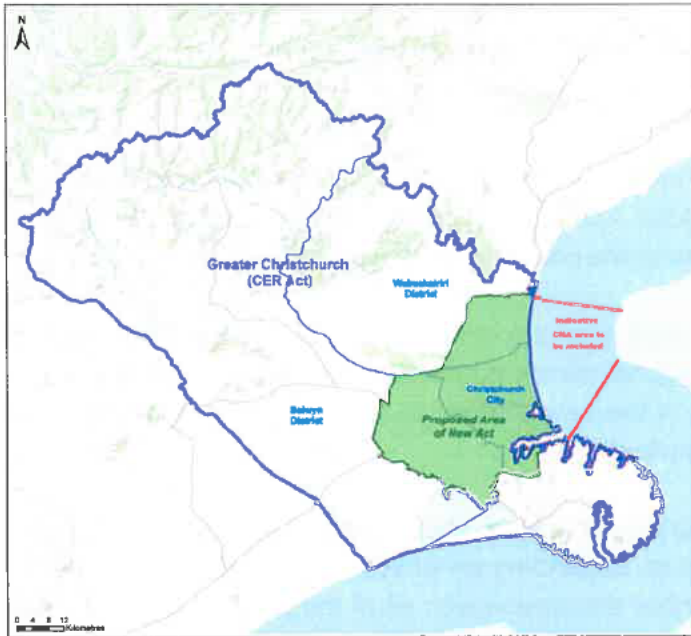 N
Greater Christchurch
(CER Act)
Waimakariri
District
Indicative
CMA area to
be included
Christchurch
City
Selwyn
District
Proposed Area
of New Act
0 4 8 12
Kilometres